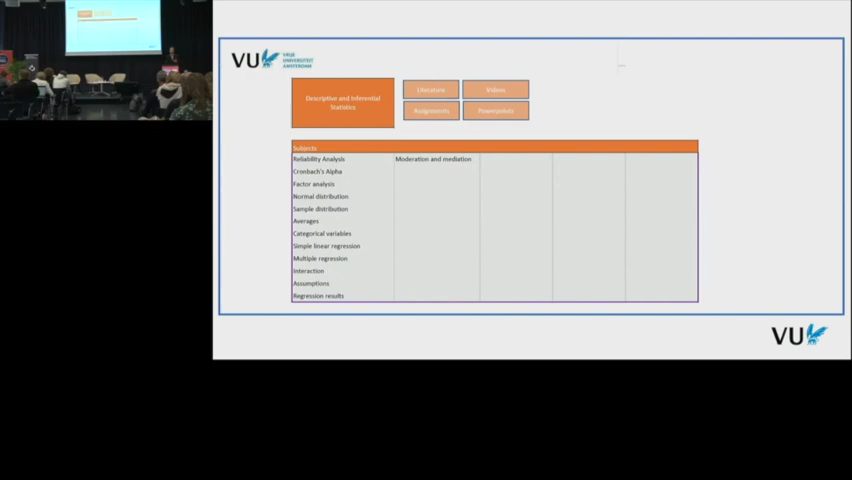 VU
VRIJE
UNIVERSITEIT
AMSTERDAM
Descriptive and Inferential
Statistics
Literature
Videos
Assignments
Powerpoints
Subjects
Reliability Analysis
Moderation and mediation
Cronbach's Alpha
Factor analysis
Normal distribution
Sample distribution
Averages
Categorical variables
Simple linear regression
Multiple regression
Interaction
Assumptions
Regression results
VU